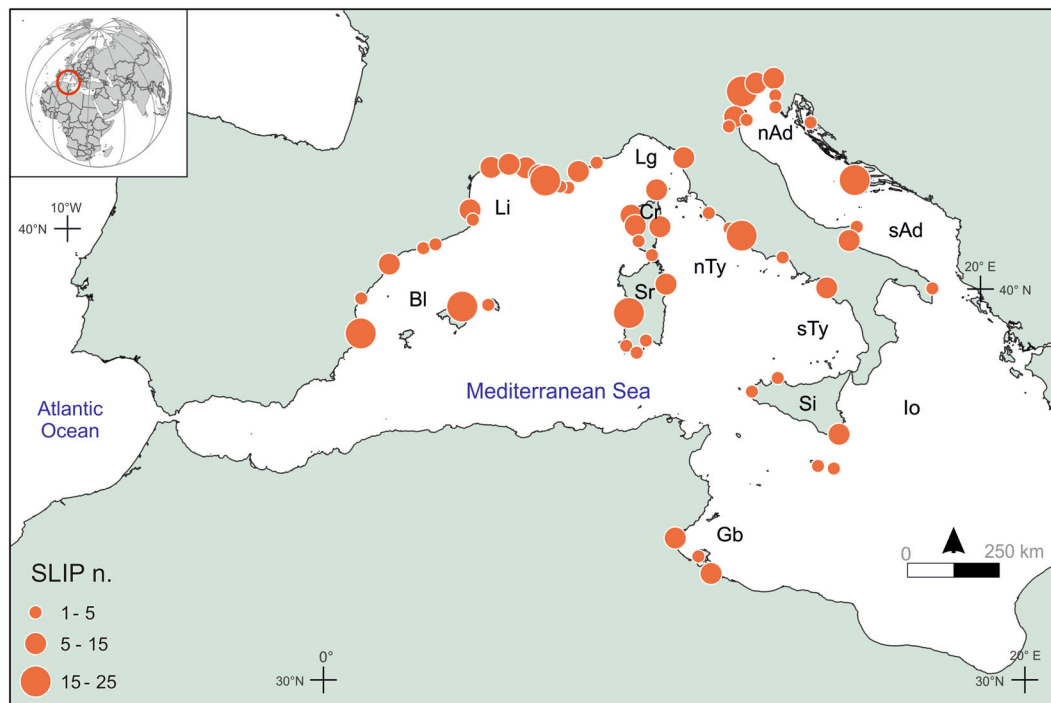 nAd
Lg
10°W
40°N
Li
Cr
sAd
nTy
20° E
40° N
Bl
Sr
sTy
Mediterranean Sea
Si
Io
Atlantic
Ocean
Gb
0
250 km
SLIP n.
1 - 5
5 - 15
15 - 25
0°
30°N
20° E
30°N